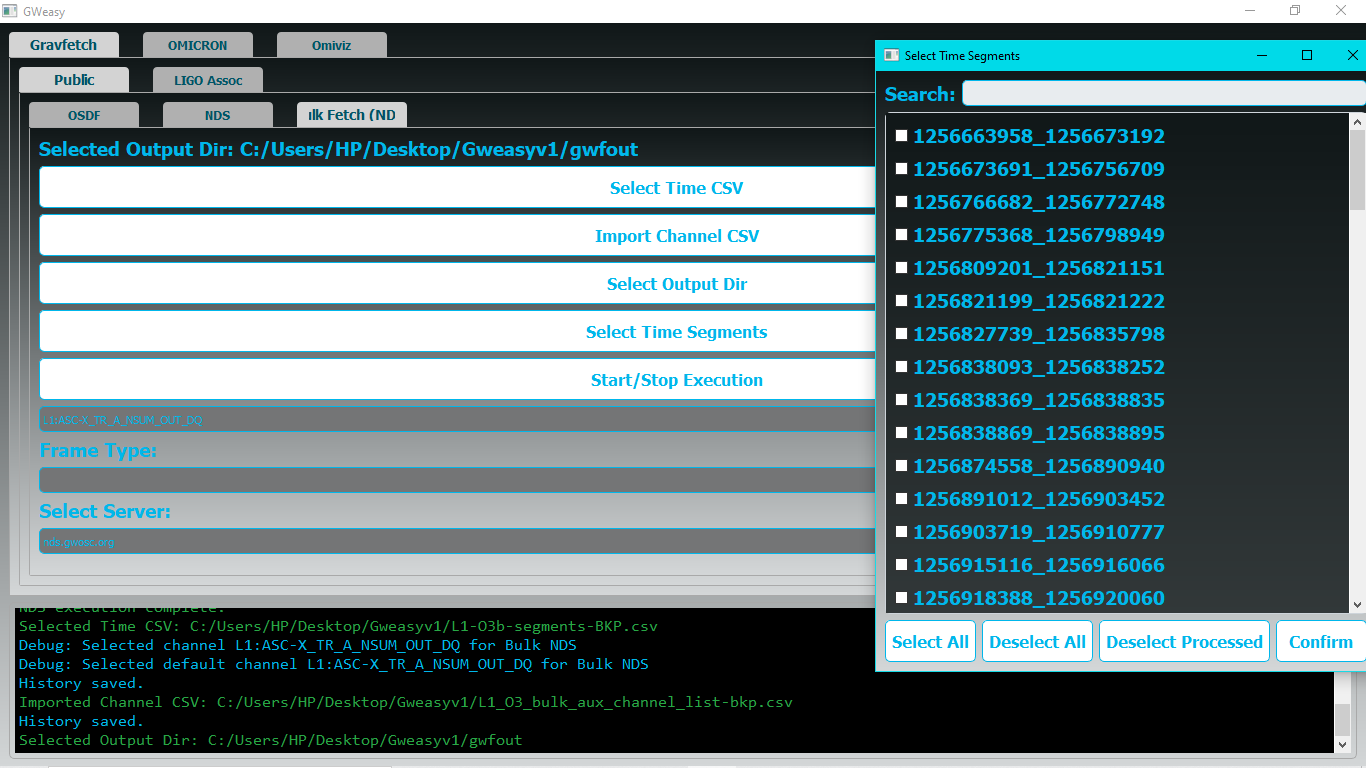 GWeasy
Gravfetch
OMICRON
Omiviz
Public
LIGO Assoc
OSDF
NDS
ılk Fetch (ND
Selected Output Dir: C:/Users/HP/Desktop/Gweasyv1/gwfout
Select Time CSV
Import Channel CSV
Select Output Dir
Select Time Segments
Start/Stop Execution
L1:ASC-X_TR_A_NSUM_OUT_DQ
Frame Type:
Select Server:
nds.gwosc.org
NDS execution complete.
Selected Time CSV: C:/Users/HP/Desktop/Gweasyv1/L1-O3b-segments-BKP.csv
Debug: Selected channel L1:ASC-X_TR_A_NSUM_OUT_DQ for Bulk NDS
Debug: Selected default channel L1:ASC-X_TR_A_NSUM_OUT_DQ for Bulk NDS
History saved.
Imported Channel CSV: C:/Users/HP/Desktop/Gweasyv1/L1_O3_bulk_aux_channel_list-bkp.csv
History saved.
Selected Output Dir: C:/Users/HP/Desktop/Gweasyv1/gwfout
Select Time Segments
Search:
1256663958_1256673192
1256673691_1256756709
1256766682_1256772748
1256775368_1256798949
1256809201_1256821151
1256821199_1256821222
1256827739_1256835798
1256838093_1256838252
1256838369_1256838835
1256838869_1256838895
1256874558_1256890940
1256891012_1256903452
1256903719_1256910777
1256915116_1256916066
1256918388_1256920060
Select All
Deselect All
Deselect Processed
Confirm